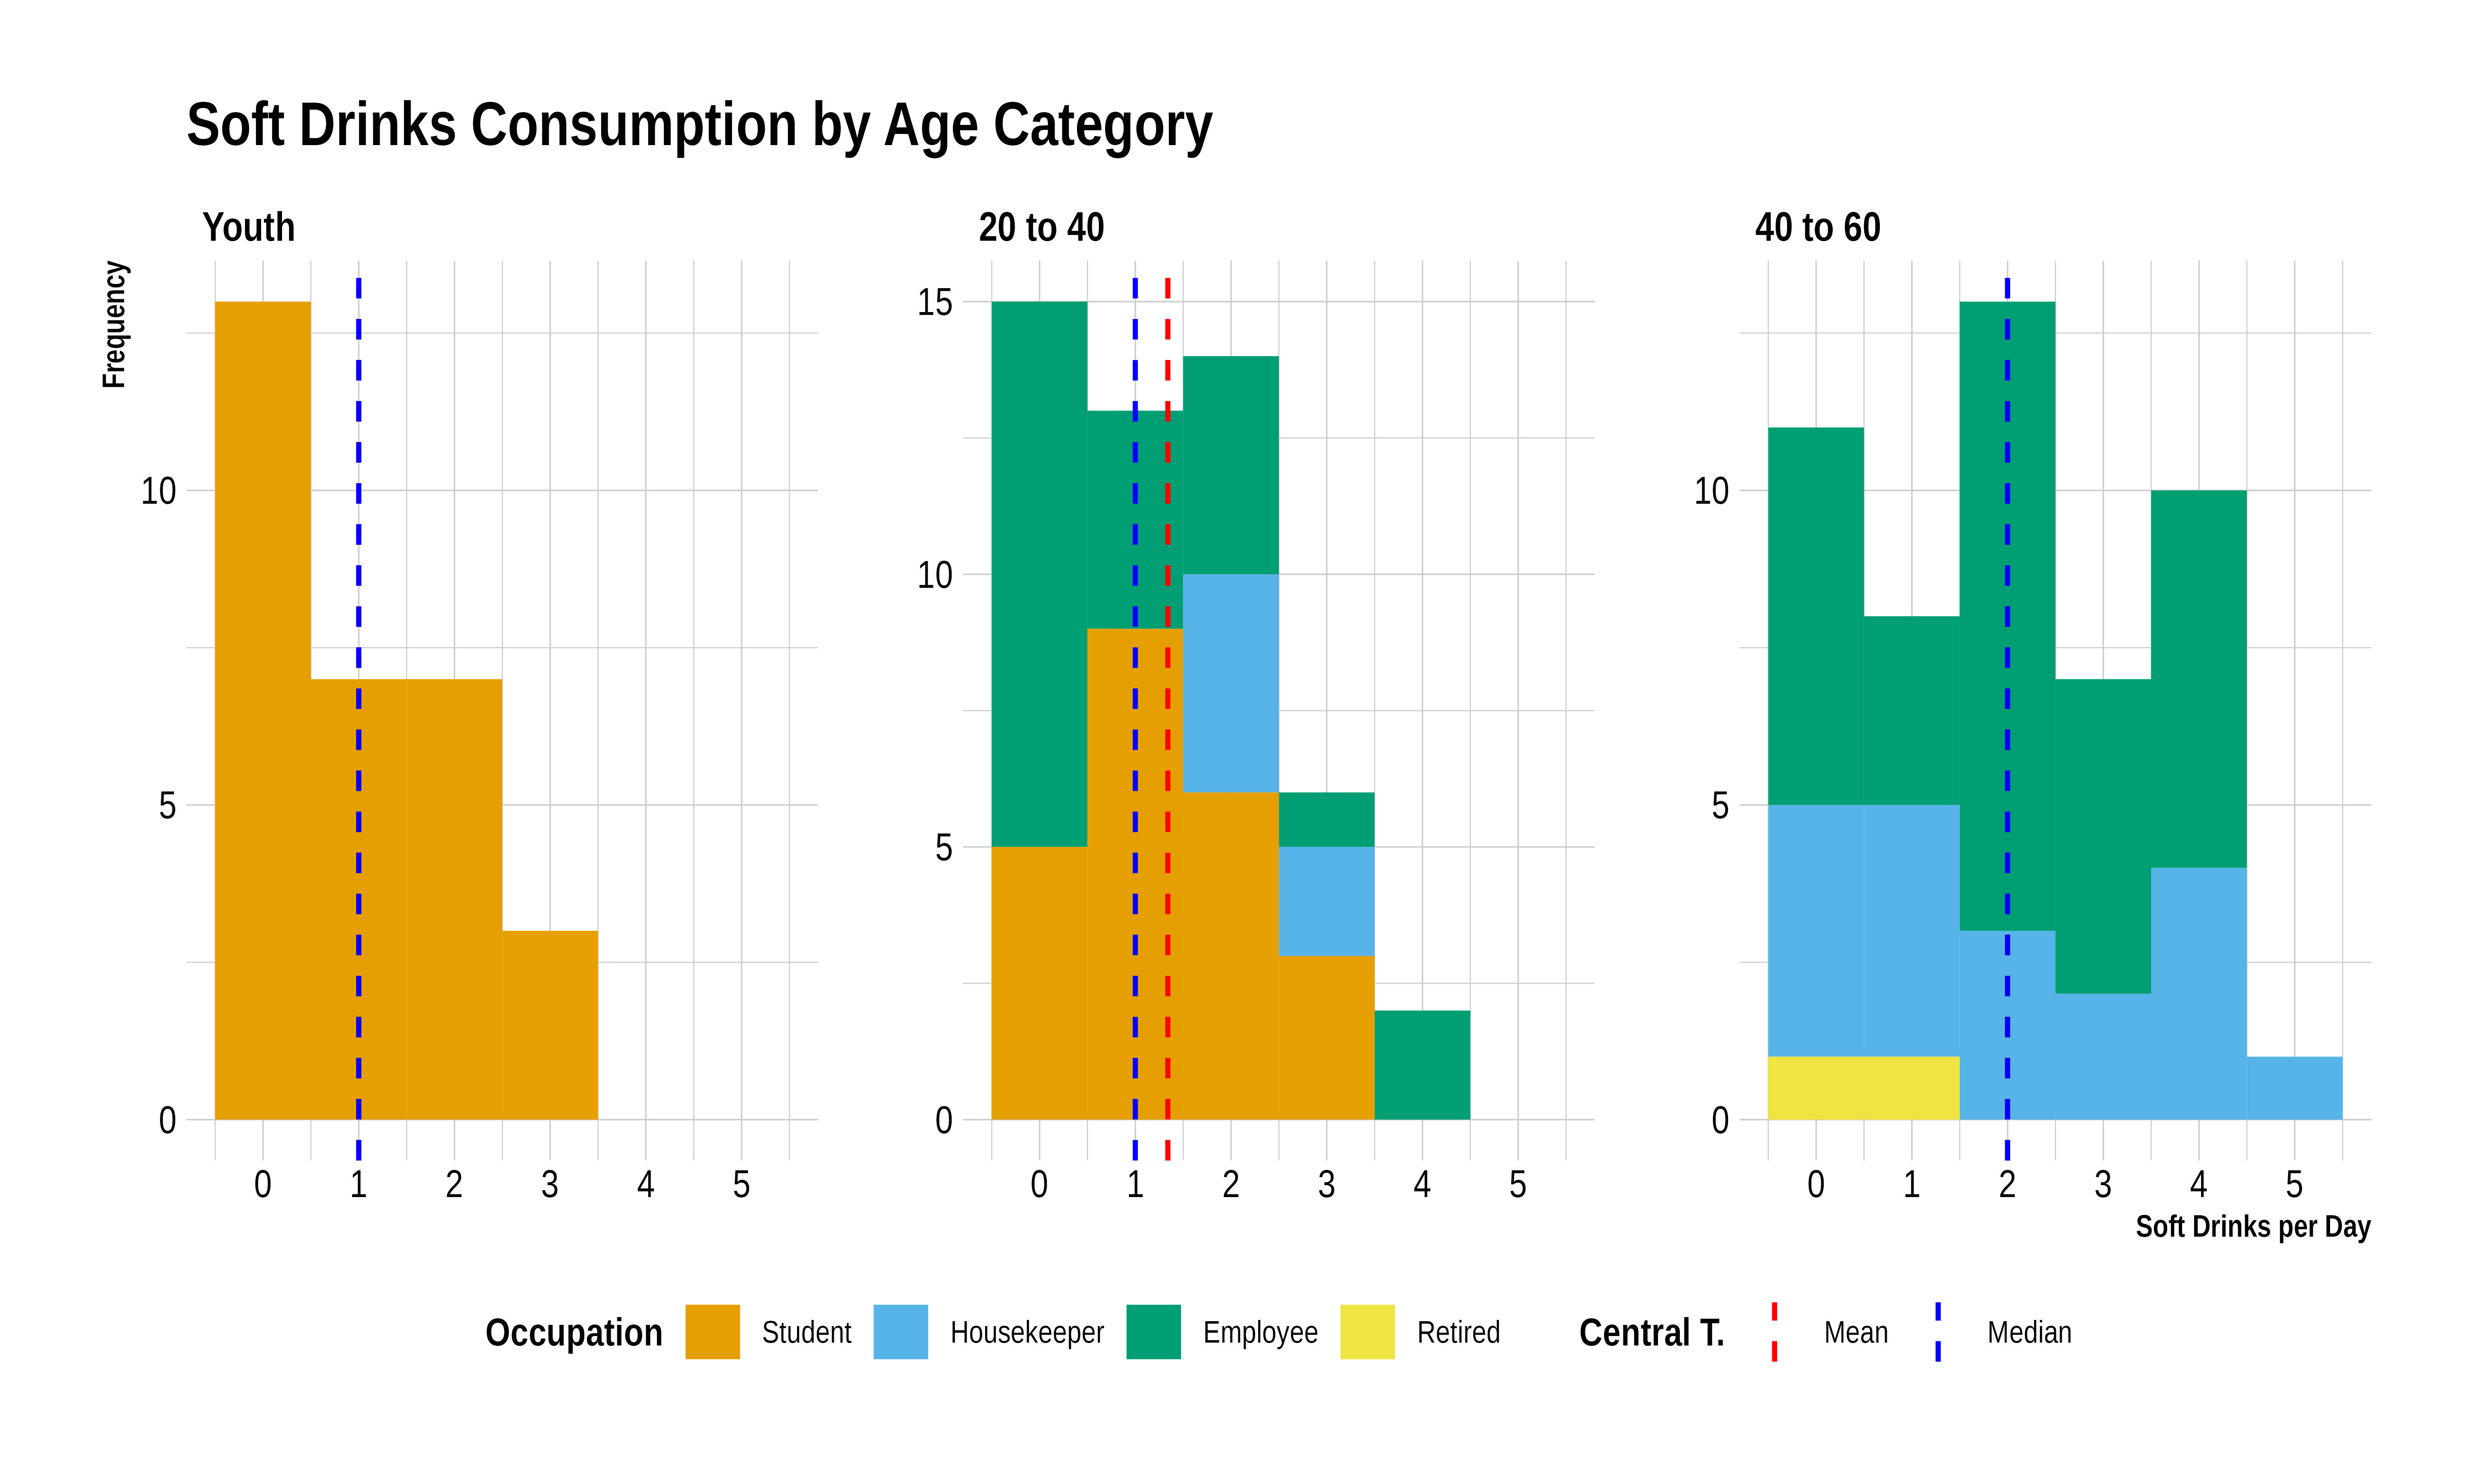 Soft Drinks Consumption by Age Category
Youth
20 to 40
40 to 60
Frequency
10
5
0
0 1 2 3 4 5
15
10
5
0
0 1 2 3 4 5
10
5
0
0 1 2 3 4 5
Soft Drinks per Day
Occupation Student Housekeeper Employee Retired Central T. Mean Median